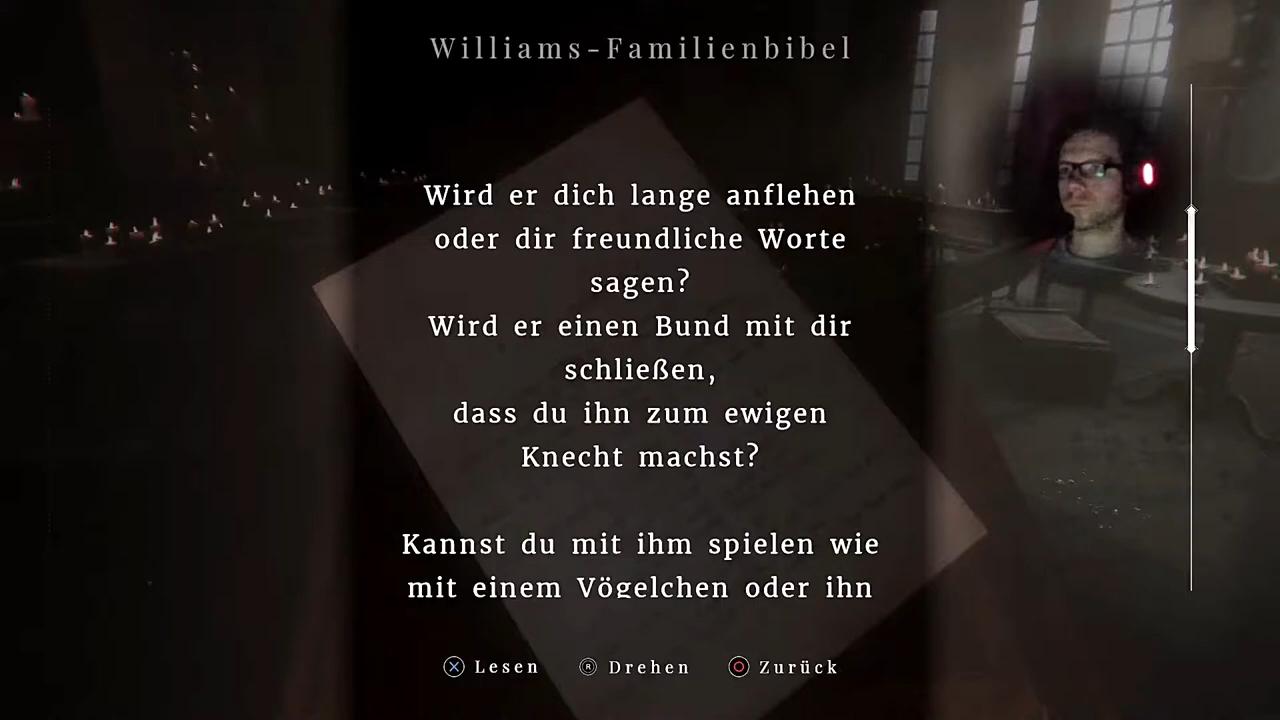 Williams-Familienbibel
Wird er dich lange anflehen
oder dir freundliche Worte
sagen?
Wird er einen Bund mit dir
schließen,
dass du ihn zum ewigen
Knecht machst?
Kannst du mit ihm spielen wie
mit einem Vögelchen oder ihn
Lesen Drehen Zurück